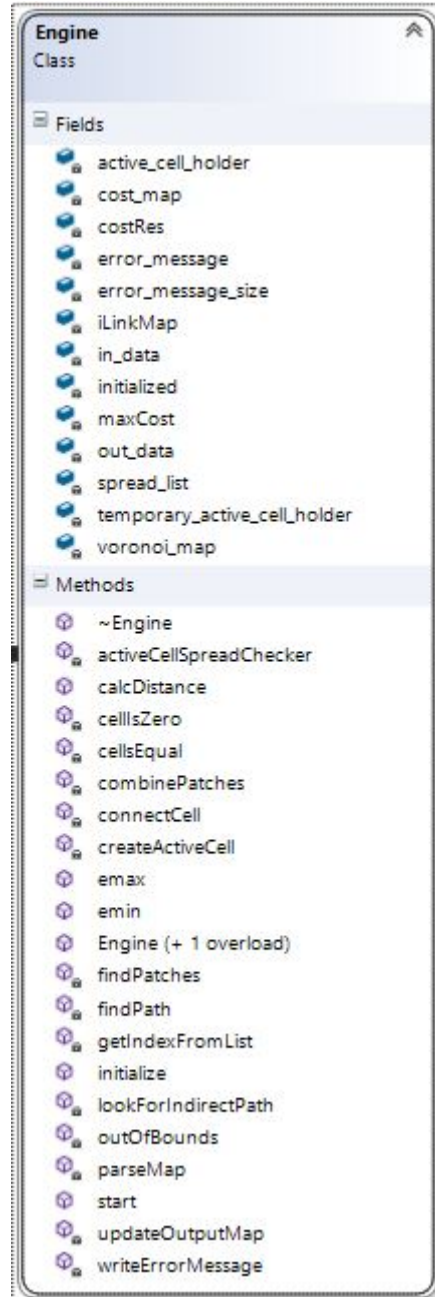 Engine
Class
Fields
active_cell_holder
cost_map
costRes
error_message
error_message_size
iLinkMap
in_data
initialized
maxCost
out_data
spread_list
temporary_active_cell_holder
voronoi_map
Methods
~Engine
activeCellSpreadChecker
calcDistance
cellIsZero
cellsEqual
combinePatches
connectCell
createActiveCell
emax
emin
Engine (+ 1 overload)
findPatches
findPath
getIndexFromList
initialize
lookForIndirectPath
outOfBounds
parseMap
start
updateOutputMap
writeErrorMessage